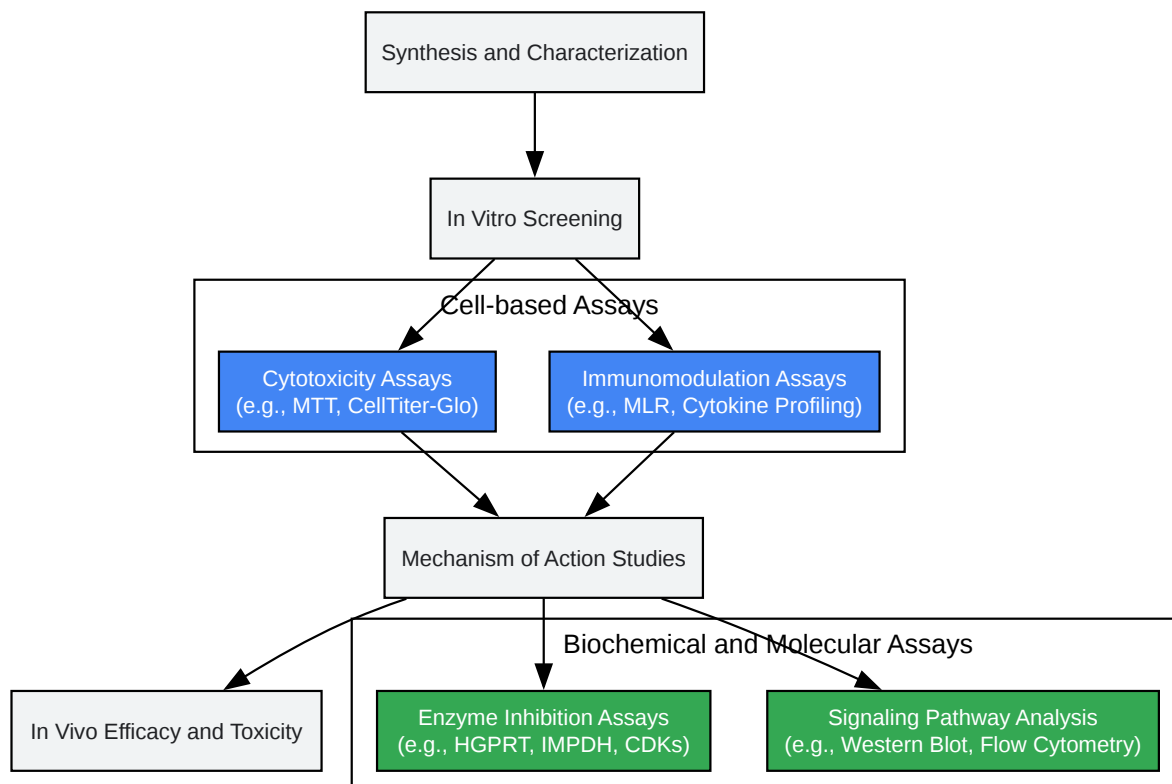 Synthesis and Characterization
In Vitro Screening
Cell-based Assays
Cytotoxicity Assays
(e.g., MTT, CellTiter-Glo)
Immunomodulation Assays
(e.g., MLR, Cytokine Profiling)
Mechanism of Action Studies
Biochemical and Molecular Assays
In Vivo Efficacy and Toxicity
Enzyme Inhibition Assays
(e.g., HGPRT, IMPDH, CDKs)
Signaling Pathway Analysis
(e.g., Western Blot, Flow Cytometry)